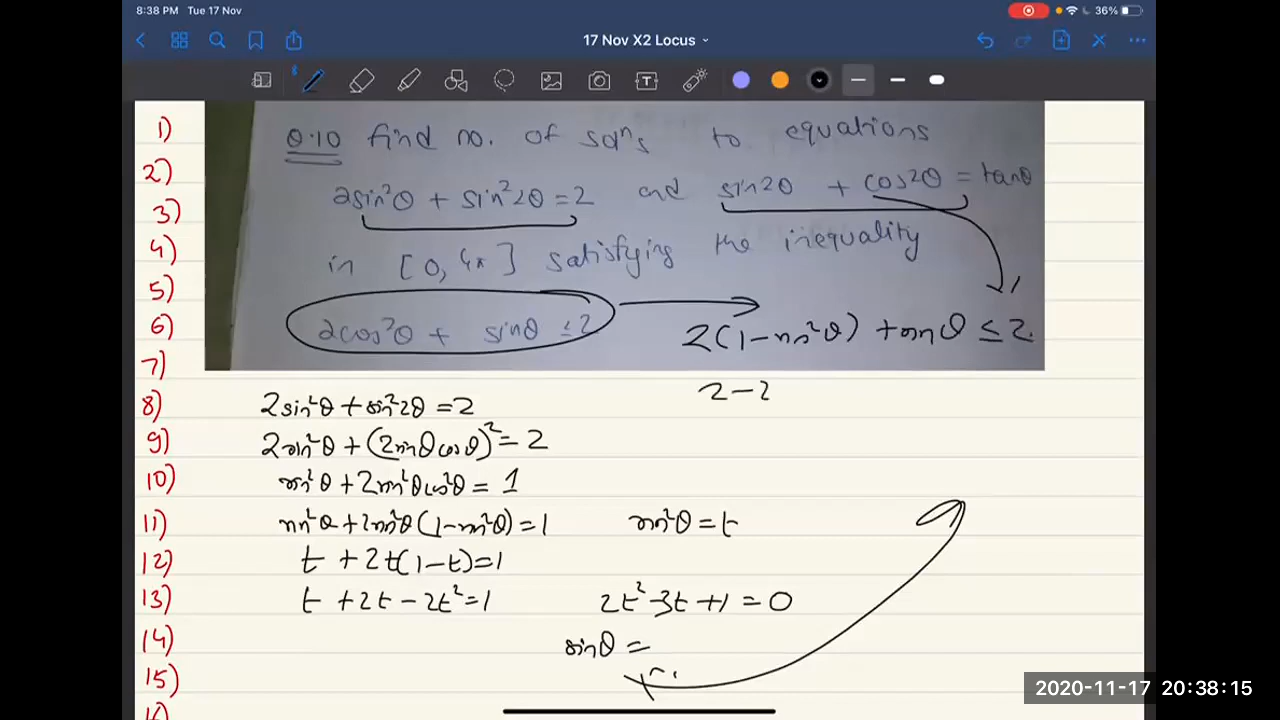 8:38 PM Tue 17 Nov
36%
17 Nov X2 Locus
1)
2)
3)
4)
5)
6)
7)
8)
9)
10)
11)
12)
13)
14)
15)
Q.10 find no. of solⁿs to equations
2sin²θ + sin²2θ = 2 and sin2θ + cos2θ = tanθ
in [0, 4π] satisfying the inequality
2cos²θ + sinθ ≤ 2
2(1-sin²θ) + sinθ ≤ 2.
2-2
2sin²θ + sin²2θ = 2
2sin²θ + (2sinθcosθ)² = 2
sin²θ + 2sin²θcos²θ = 1
sin²θ + 2sin²θ(1-sin²θ) = 1 sin²θ = t
t + 2t(1-t) = 1
t + 2t - 2t² = 1 2t² - 3t + 1 = 0
sinθ =
2020-11-17 20:38:15